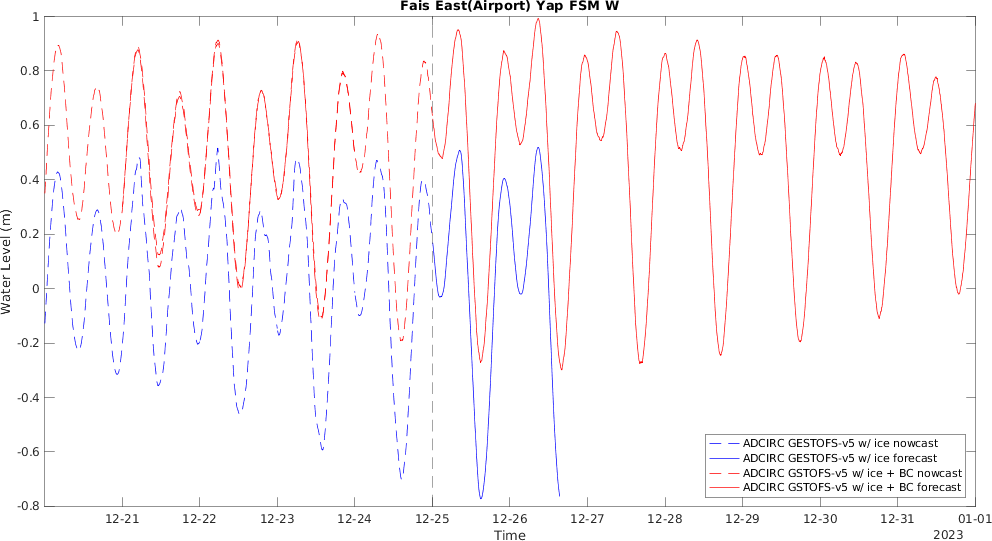 Fais East(Airport) Yap FSM W
1
0.8
0.6
0.4
0.2
0
-0.2
-0.4
-0.6
-0.8
Water Level (m)
ADCIRC GESTOFS-v5 w/ ice nowcast
ADCIRC GESTOFS-v5 w/ ice forecast
ADCIRC GSTOFS-v5 w/ ice + BC nowcast
ADCIRC GSTOFS-v5 w/ ice + BC forecast
12-21 12-22 12-23 12-24 12-25 12-26 12-27 12-28 12-29 12-30 12-31 01-01
Time
2023